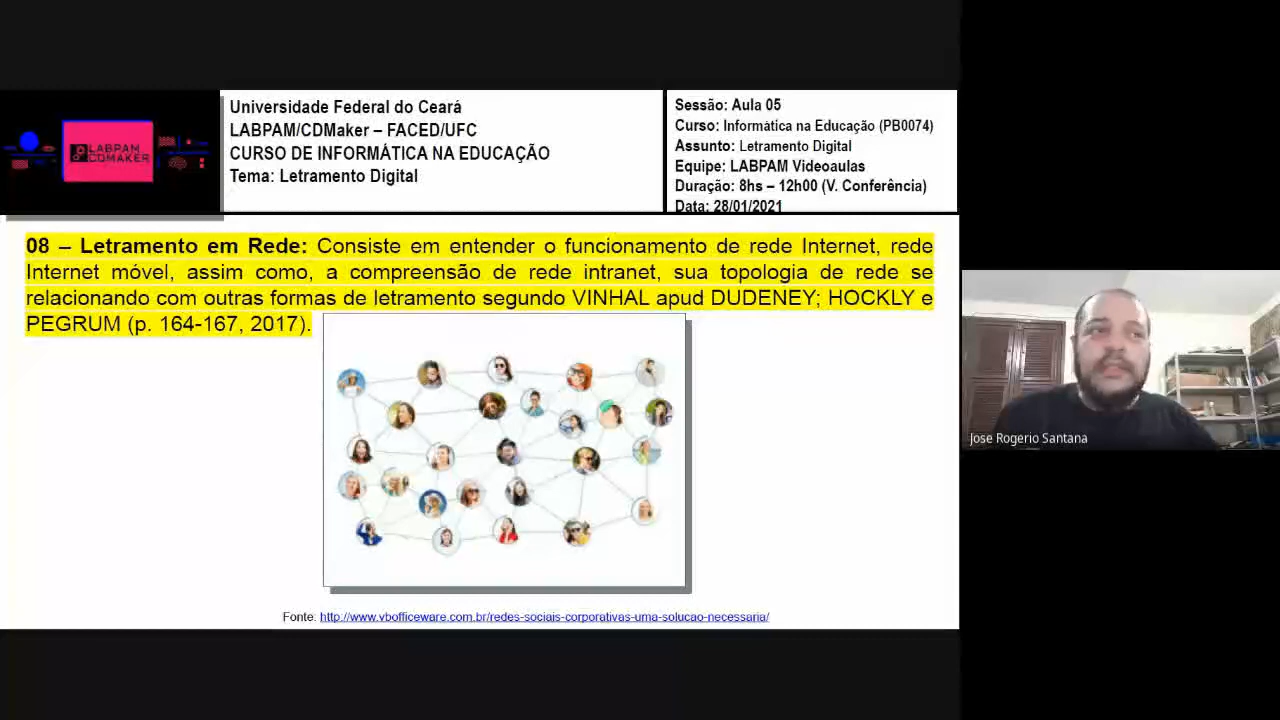 LABPAM
CDMAKER
Universidade Federal do Ceará
LABPAM/CDMaker – FACED/UFC
CURSO DE INFORMÁTICA NA EDUCAÇÃO
Tema: Letramento Digital
Sessão: Aula 05
Curso: Informática na Educação (PB0074)
Assunto: Letramento Digital
Equipe: LABPAM Videoaulas
Duração: 8hs – 12h00 (V. Conferência)
Data: 28/01/2021
08 – Letramento em Rede: Consiste em entender o funcionamento de rede Internet, rede
Internet móvel, assim como, a compreensão de rede intranet, sua topologia de rede se
relacionando com outras formas de letramento segundo VINHAL apud DUDENEY; HOCKLY e
PEGRUM (p. 164-167, 2017).
Fonte: http://www.vbofficeware.com.br/redes-sociais-corporativas-uma-solucao-necessaria/
Jose Rogerio Santana